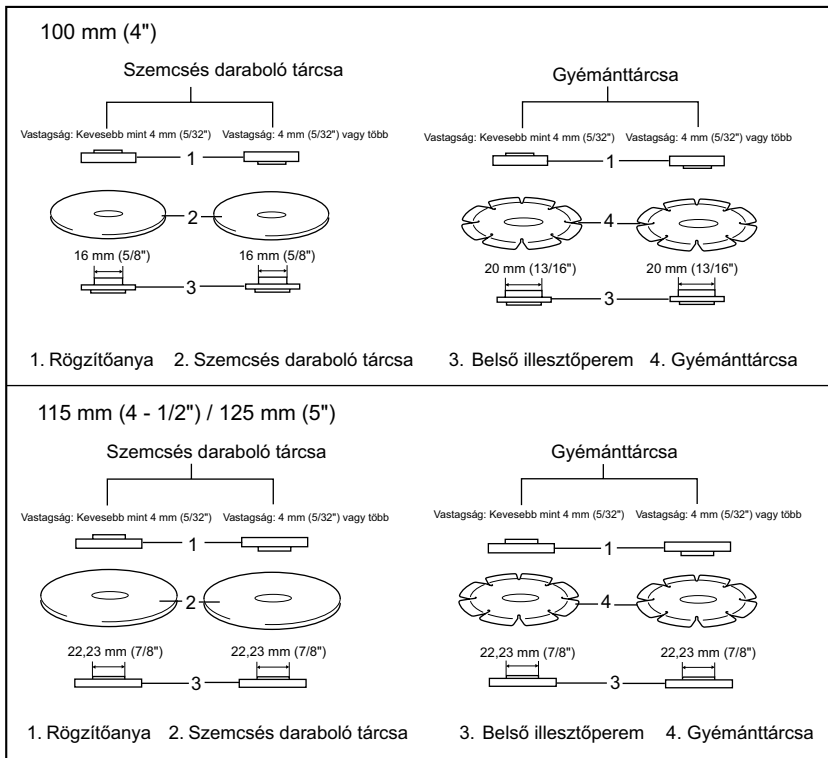 100 mm (4")
Szemcsés daraboló tárcsa
Gyémánttárcsa
Vastagság: Kevesebb mint 4 mm (5/32")
Vastagság: 4 mm (5/32") vagy több
Vastagság: Kevesebb mint 4 mm (5/32")
Vastagság: 4 mm (5/32") vagy több
1
1
2
4
16 mm (5/8")
16 mm (5/8")
20 mm (13/16")
20 mm (13/16")
3
3
1. Rögzítőanya
2. Szemcsés daraboló tárcsa
3. Belső illesztőperem
4. Gyémánttárcsa
115 mm (4 - 1/2") / 125 mm (5")
Szemcsés daraboló tárcsa
Gyémánttárcsa
Vastagság: Kevesebb mint 4 mm (5/32")
Vastagság: 4 mm (5/32") vagy több
Vastagság: Kevesebb mint 4 mm (5/32")
Vastagság: 4 mm (5/32") vagy több
1
1
2
4
22,23 mm (7/8")
22,23 mm (7/8")
22,23 mm (7/8")
22,23 mm (7/8")
3
3
1. Rögzítőanya
2. Szemcsés daraboló tárcsa
3. Belső illesztőperem
4. Gyémánttárcsa